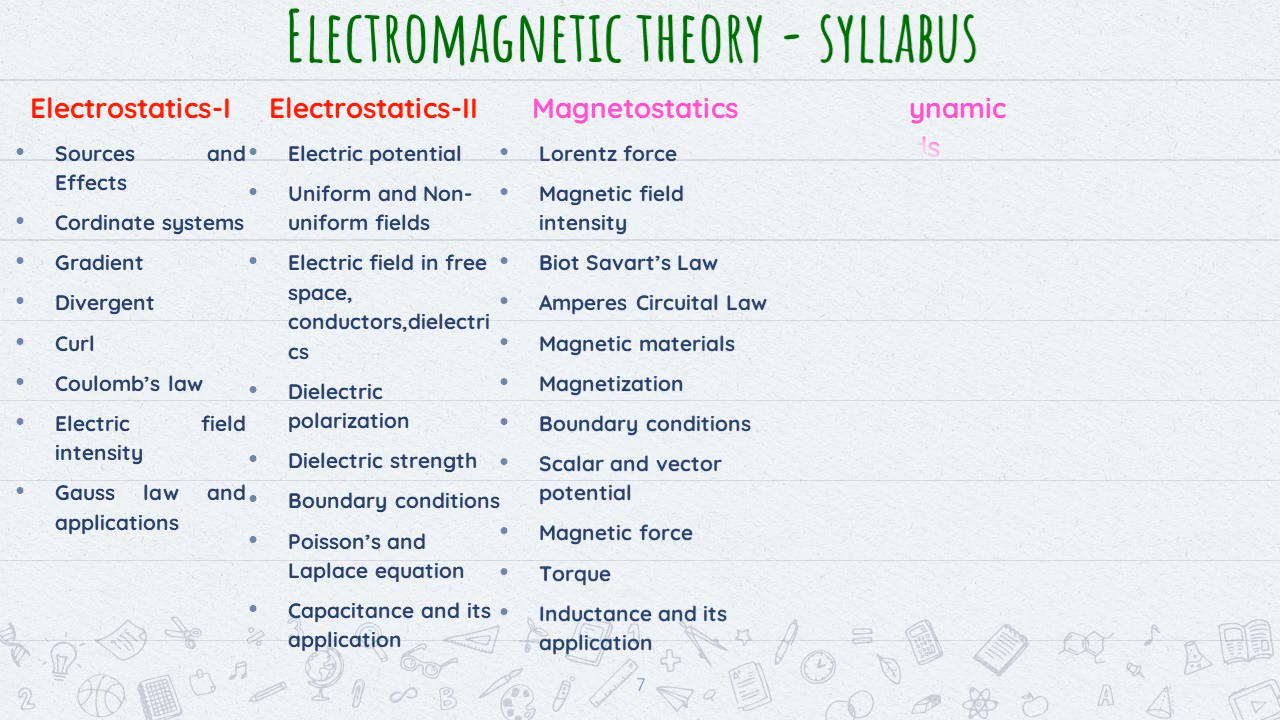 Electromagnetic theory - syllabus
Electrostatics-I
• Sources and
Effects
• Cordinate systems
• Gradient
• Divergent
• Curl
• Coulomb’s law
• Electric field
intensity
• Gauss law and
applications
Electrostatics-II
• Electric potential
• Uniform and Non-
uniform fields
• Electric field in free
space,
conductors,dielectri
cs
• Dielectric
polarization
• Dielectric strength
• Boundary conditions
• Poisson’s and
Laplace equation
• Capacitance and its
application
Magnetostatics
• Lorentz force
• Magnetic field
intensity
• Biot Savart’s Law
• Amperes Circuital Law
• Magnetic materials
• Magnetization
• Boundary conditions
• Scalar and vector
potential
• Magnetic force
• Torque
• Inductance and its
application
ynamic
7